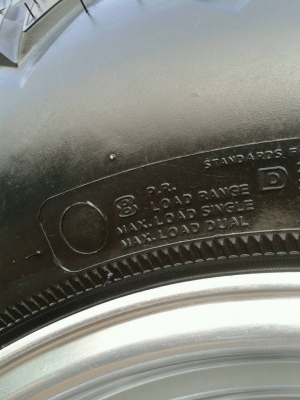 STANDARDS F
8 P.R.
LOAD RANGE D
MAX. LOAD SINGLE
MAX. LOAD DUAL